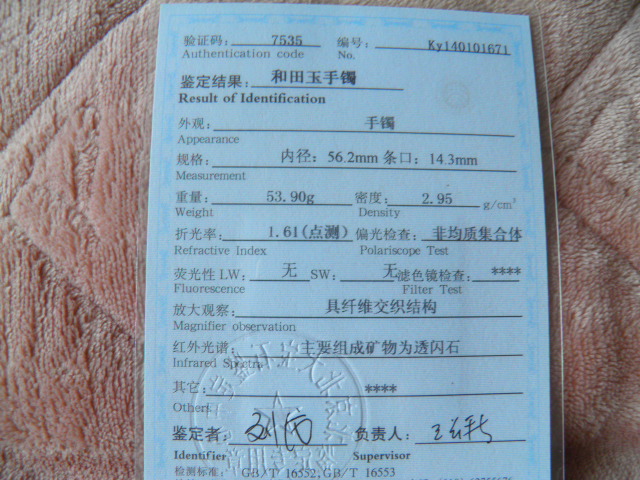 验证码: 7535 编号: Ky140101671
Authentication code No.
鉴定结果: 和田玉手镯
Result of Identification
外观: 手镯
Appearance
规格: 内径: 56.2mm 条口: 14.3mm
Measurement
重量: 53.90g 密度: 2.95 g/cm³
Weight Density
折光率: 1.61(点测) 偏光检查: 非均质集合体
Refractive Index Polariscope Test
荧光性 LW: 无 SW: 无 滤色镜检查: ****
Fluorescence Filter Test
放大观察: 具纤维交织结构
Magnifier observation
红外光谱: 主要组成矿物为透闪石
Infrared Spectra
其它: ****
Others
鉴定者: 负责人:
Identifier Supervisor
检测标准: GB/T 16552,GB/T 16553